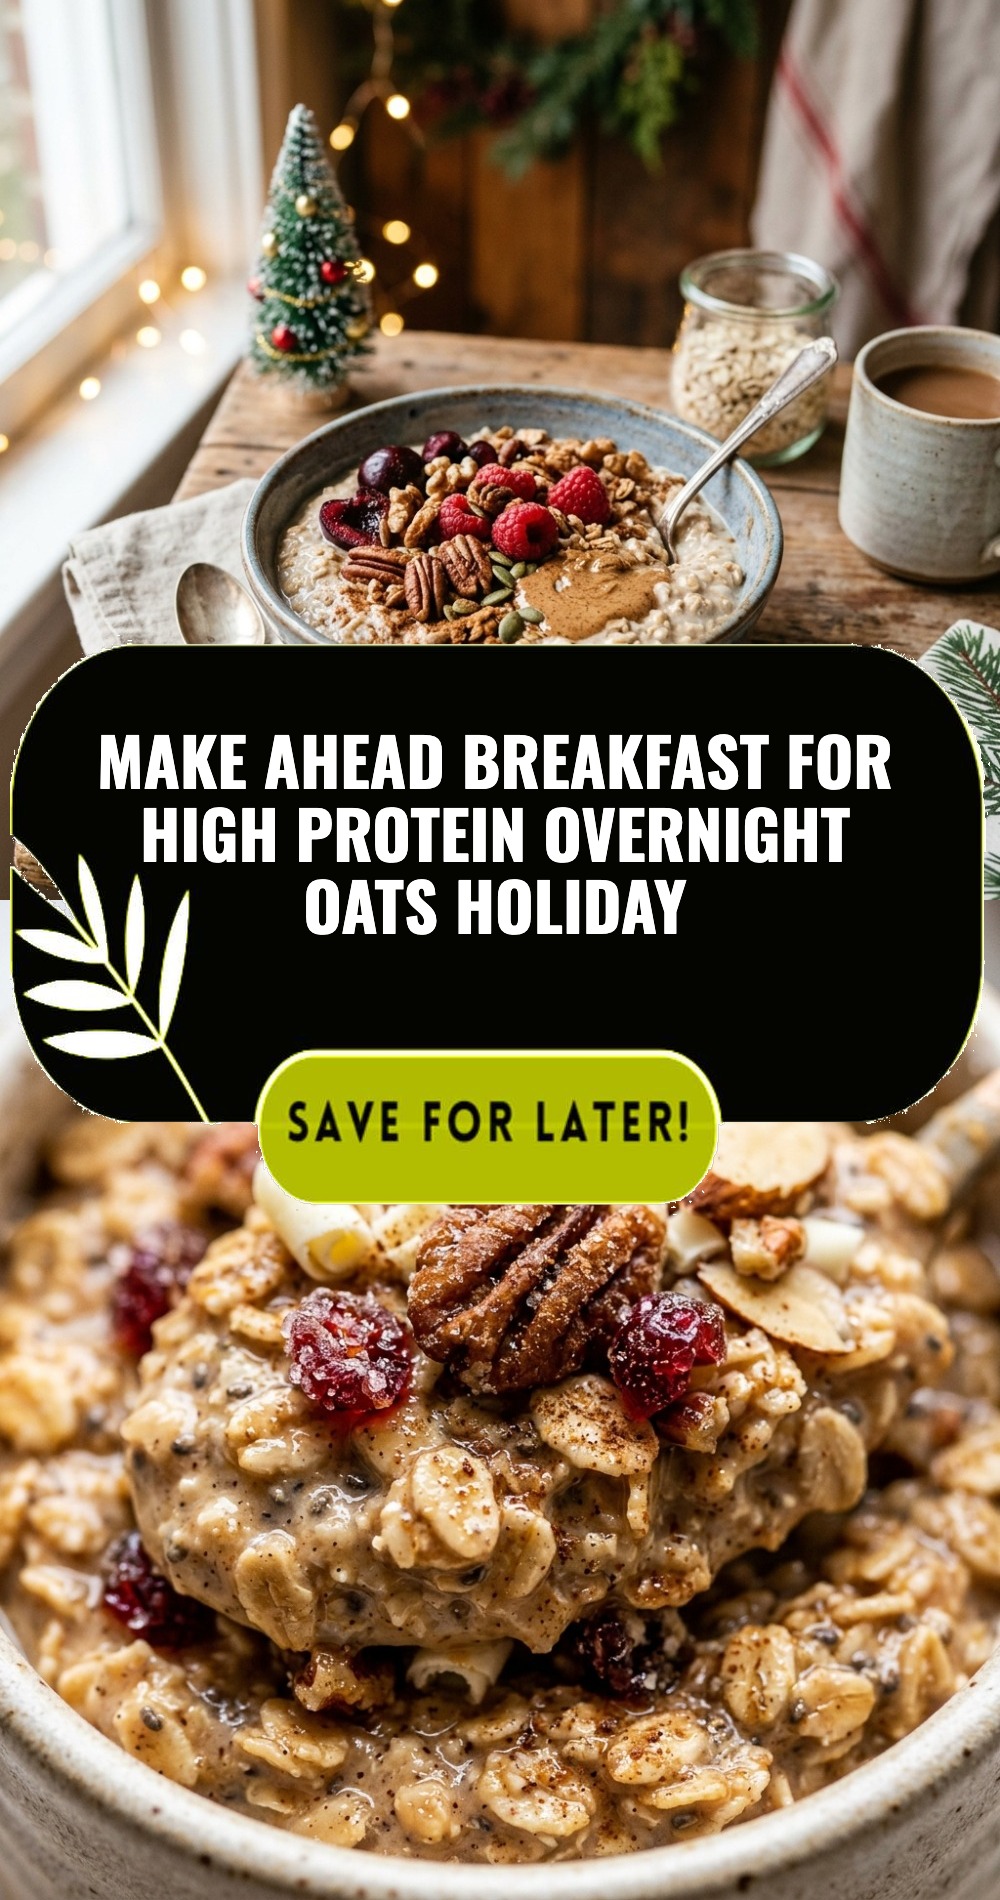 MAKE AHEAD BREAKFAST FOR
HIGH PROTEIN OVERNIGHT
OATS HOLIDAY
SAVE FOR LATER!